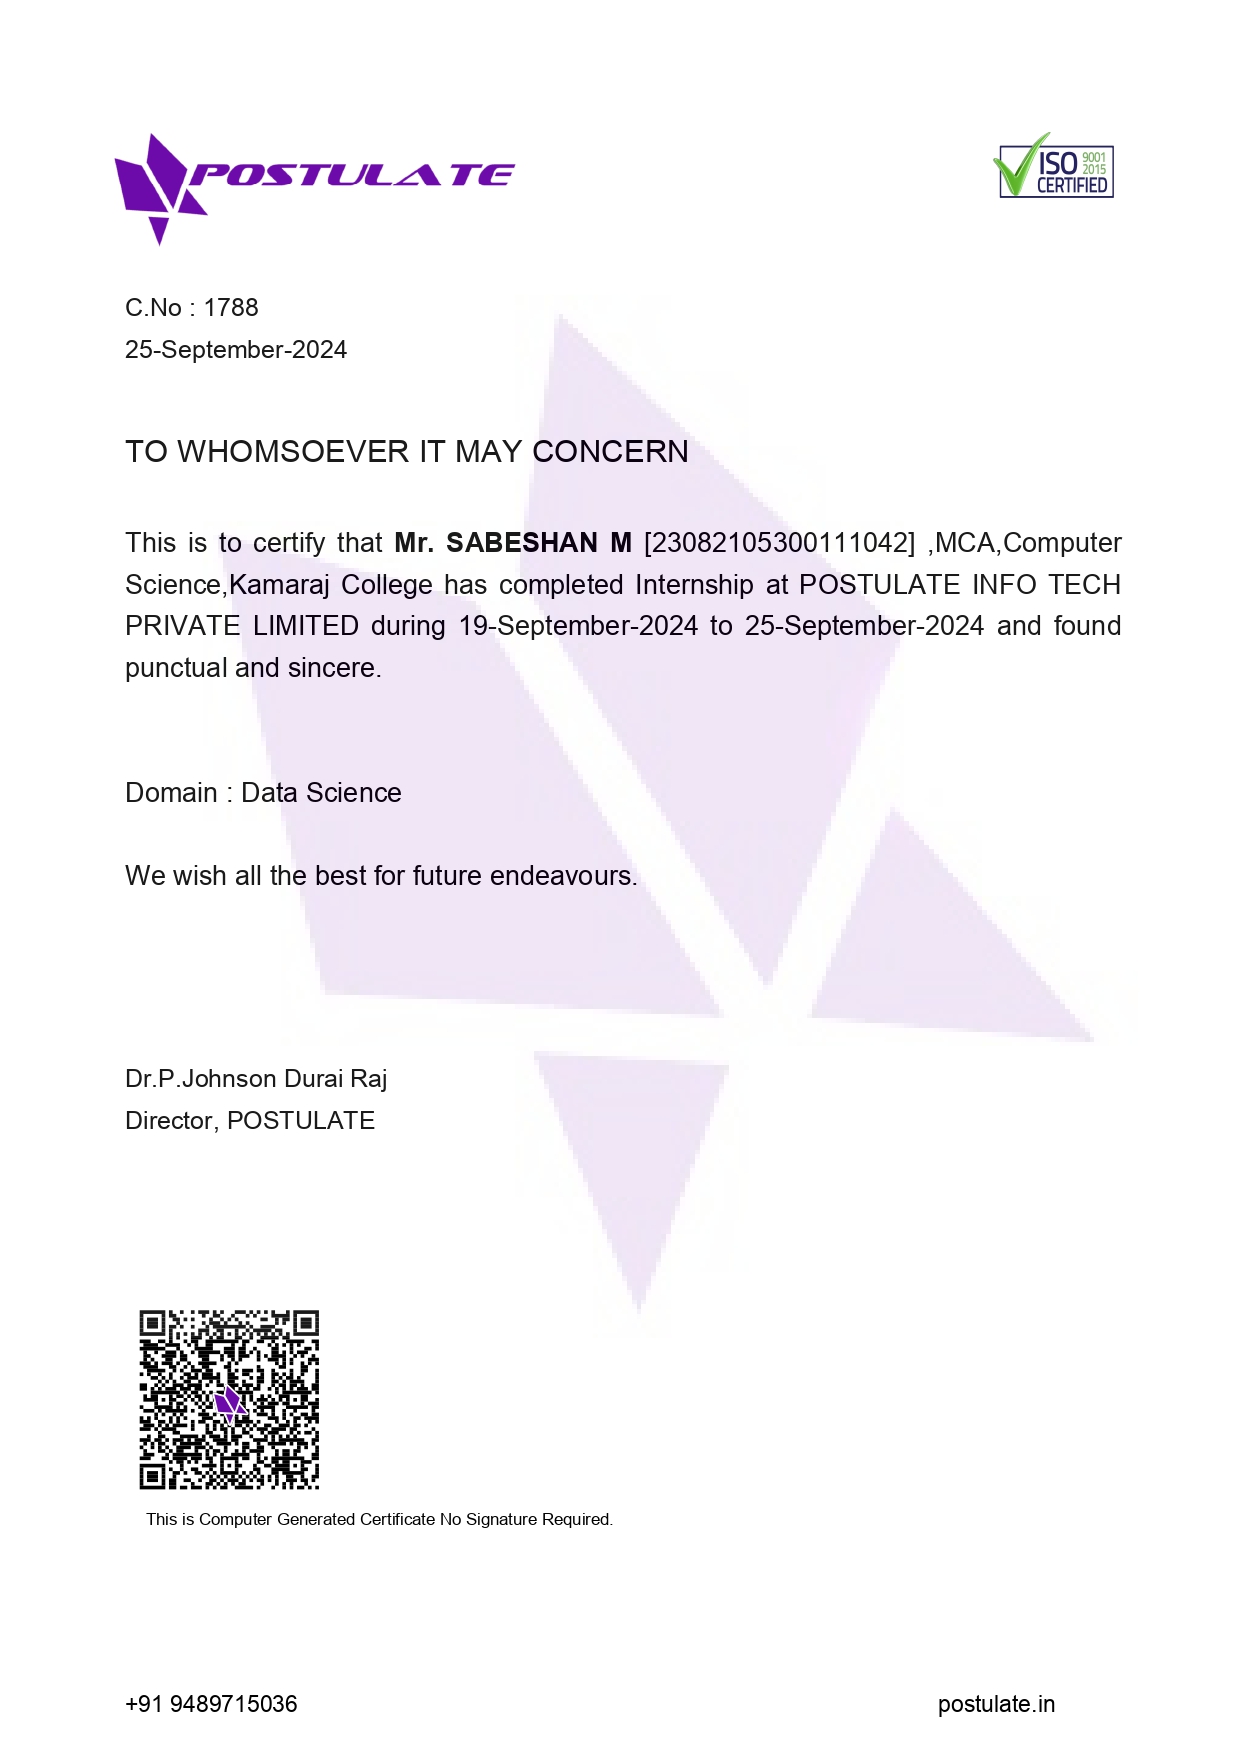 POSTULATE
ISO 9001
2015
CERTIFIED
C.No : 1788
25-September-2024
TO WHOMSOEVER IT MAY CONCERN
This is to certify that Mr. SABESHAN M [23082105300111042] ,MCA,Computer
Science,Kamaraj College has completed Internship at POSTULATE INFO TECH
PRIVATE LIMITED during 19-September-2024 to 25-September-2024 and found
punctual and sincere.
Domain : Data Science
We wish all the best for future endeavours.
Dr.P.Johnson Durai Raj
Director, POSTULATE
This is Computer Generated Certificate No Signature Required.
+91 9489715036
postulate.in